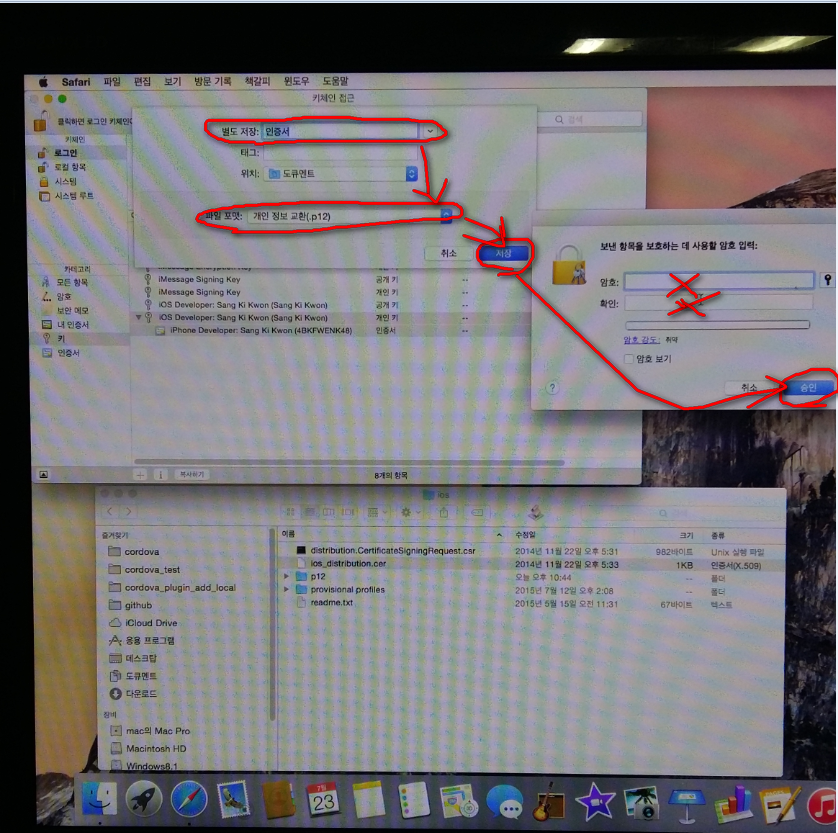 Safari 파일 편집 보기 방문 기록 책갈피 윈도우 도움말
키체인 접근
클릭하면 로그인 키체인
검색
키체인
로그인
로컬 항목
시스템
시스템 루트
별도 저장: 인증서
태그:
위치: 도큐멘트
파일 포맷: 개인 정보 교환(.p12)
취소 저장
보낸 항목을 보호하는 데 사용할 암호 입력:
암호:
확인:
암호 강도: 취약
암호 보기
? 취소 승인
카테고리
모든 항목
암호
보안 메모
내 인증서
키
인증서
iMessage Encryption Key 개인 키
iMessage Signing Key 공개 키 --
iMessage Signing Key 개인 키 --
iOS Developer: Sang Ki Kwon (Sang Ki Kwon) 공개 키 --
iOS Developer: Sang Ki Kwon (Sang Ki Kwon) 개인 키 --
iPhone Developer: Sang Ki Kwon (4BKFWENK48) 인증서 --
+ i 복사하기 8개의 항목
ios
즐겨찾기
cordova
cordova_test
cordova_plugin_add_local
github
iCloud Drive
응용 프로그램
데스크탑
도큐멘트
다운로드
장비
mac의 Mac Pro
Macintosh HD
Windows8.1
이름 수정일 크기 종류
distribution.CertificateSigningRequest.csr 2014년 11월 22일 오후 5:31 982바이트 Unix 실행 파일
ios_distribution.cer 2014년 11월 22일 오후 5:33 1KB 인증서(X.509)
p12 오늘 오후 10:44 -- 폴더
provisional profiles 2015년 7월 12일 오후 2:08 -- 폴더
readme.txt 2015년 5월 15일 오전 11:31 67바이트 텍스트
7월
23